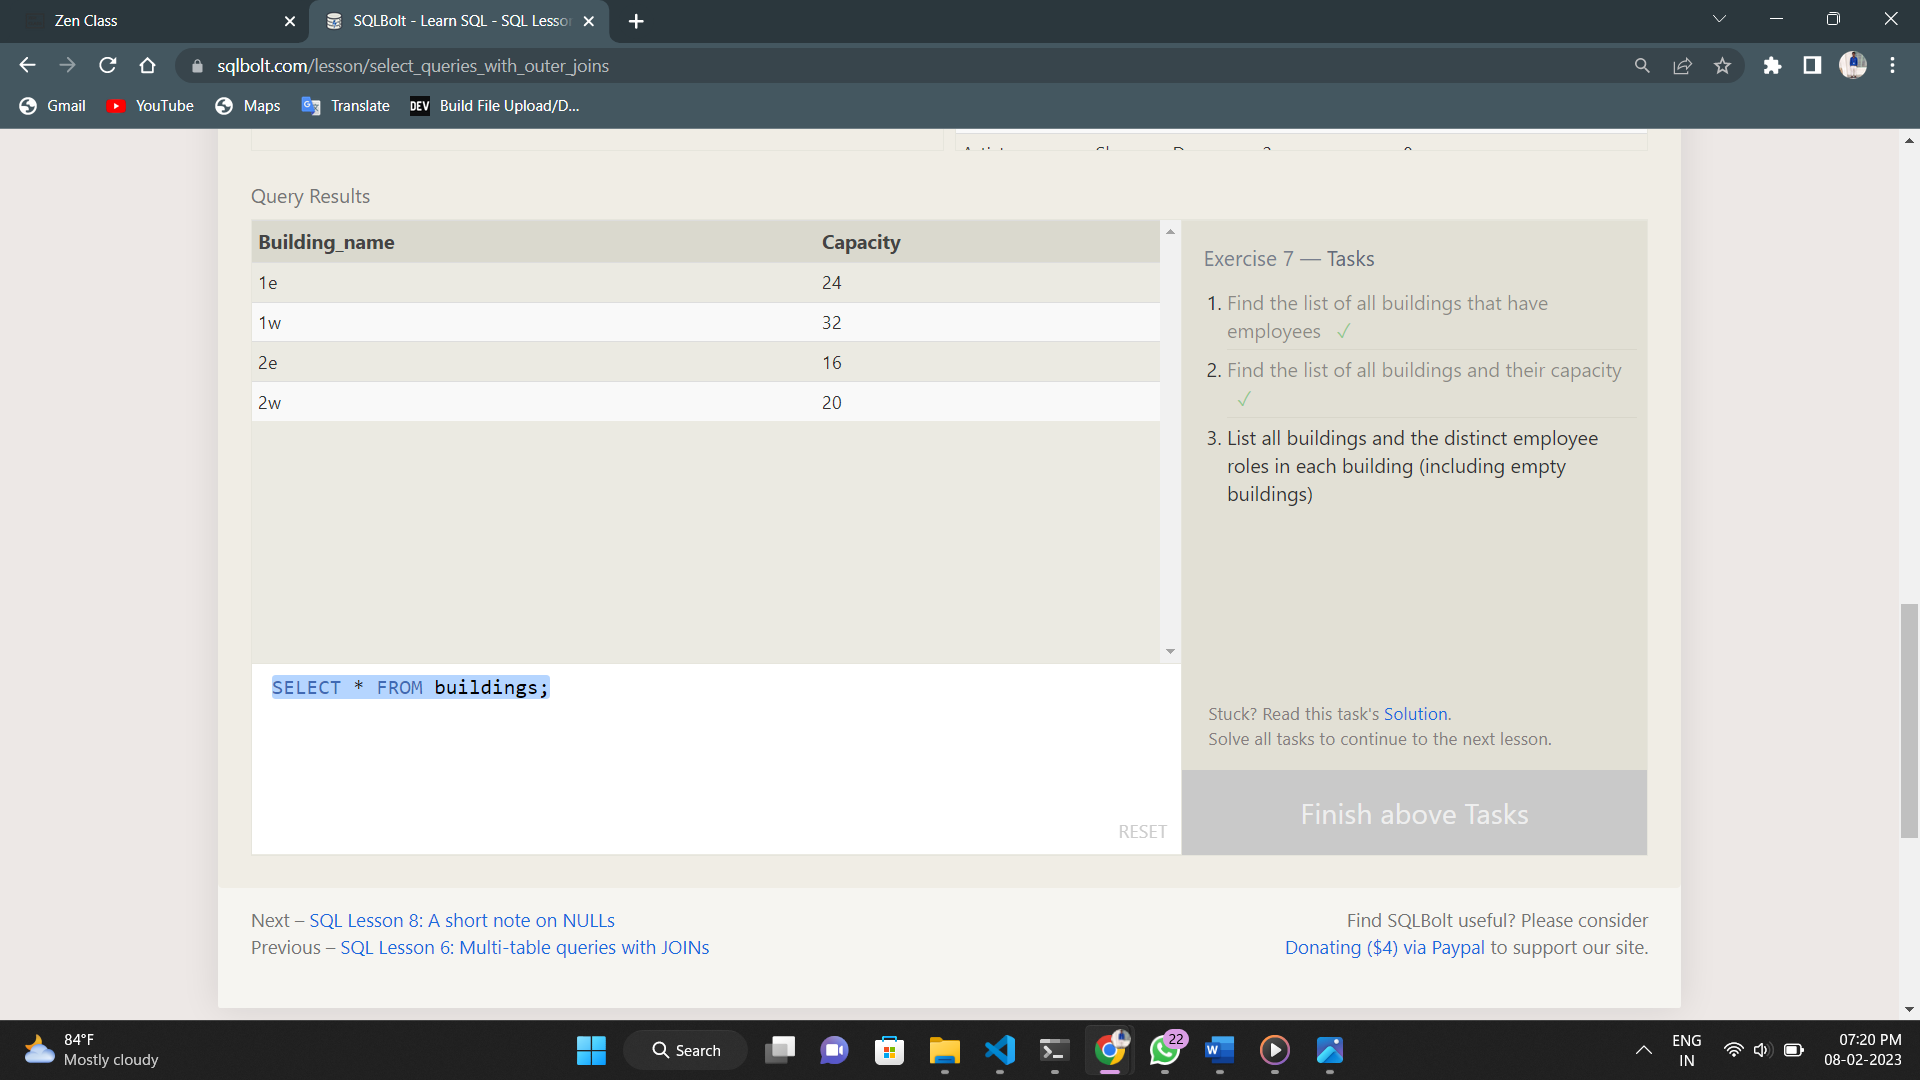 Zen Class
SQLBolt - Learn SQL - SQL Lesson
sqlbolt.com/lesson/select_queries_with_outer_joins
Gmail
YouTube
Maps
Translate
DEV
Build File Upload/D...
Query Results
Building_name Capacity
1e 24
1w 32
2e 16
2w 20
Exercise 7 — Tasks
1. Find the list of all buildings that have
employees ✓
2. Find the list of all buildings and their capacity
✓
3. List all buildings and the distinct employee
roles in each building (including empty
buildings)
SELECT * FROM buildings;
RESET
Stuck? Read this task's Solution.
Solve all tasks to continue to the next lesson.
Finish above Tasks
Next – SQL Lesson 8: A short note on NULLs
Previous – SQL Lesson 6: Multi-table queries with JOINs
Find SQLBolt useful? Please consider
Donating ($4) via Paypal to support our site.
84°F
Mostly cloudy
Search
22
ENG
IN
07:20 PM
08-02-2023